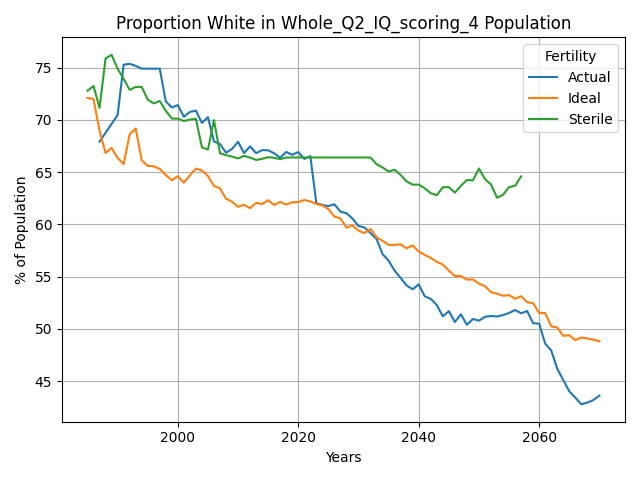 Proportion White in Whole_Q2_IQ_scoring_4 Population
Fertility
Actual
Ideal
Sterile
% of Population
75
70
65
60
55
50
45
2000
2020
2040
2060
Years